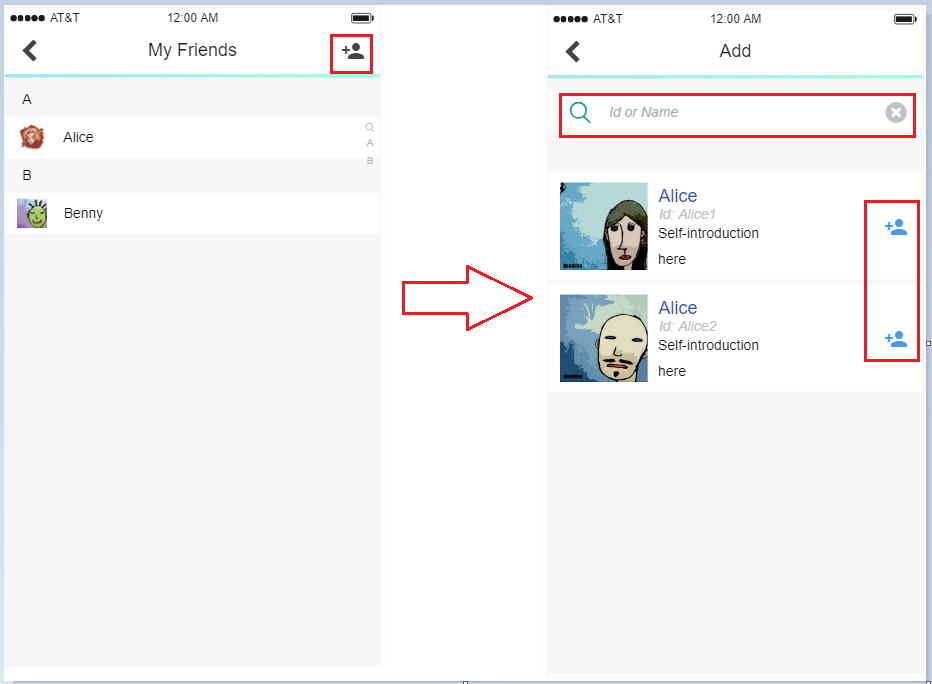 AT&T 12:00 AM
My Friends
A
Alice
A
B
B
Benny
AT&T 12:00 AM
Add
Id or Name
Alice
Id: Alice1
Self-introduction
here
Alice
Id: Alice2
Self-introduction
here